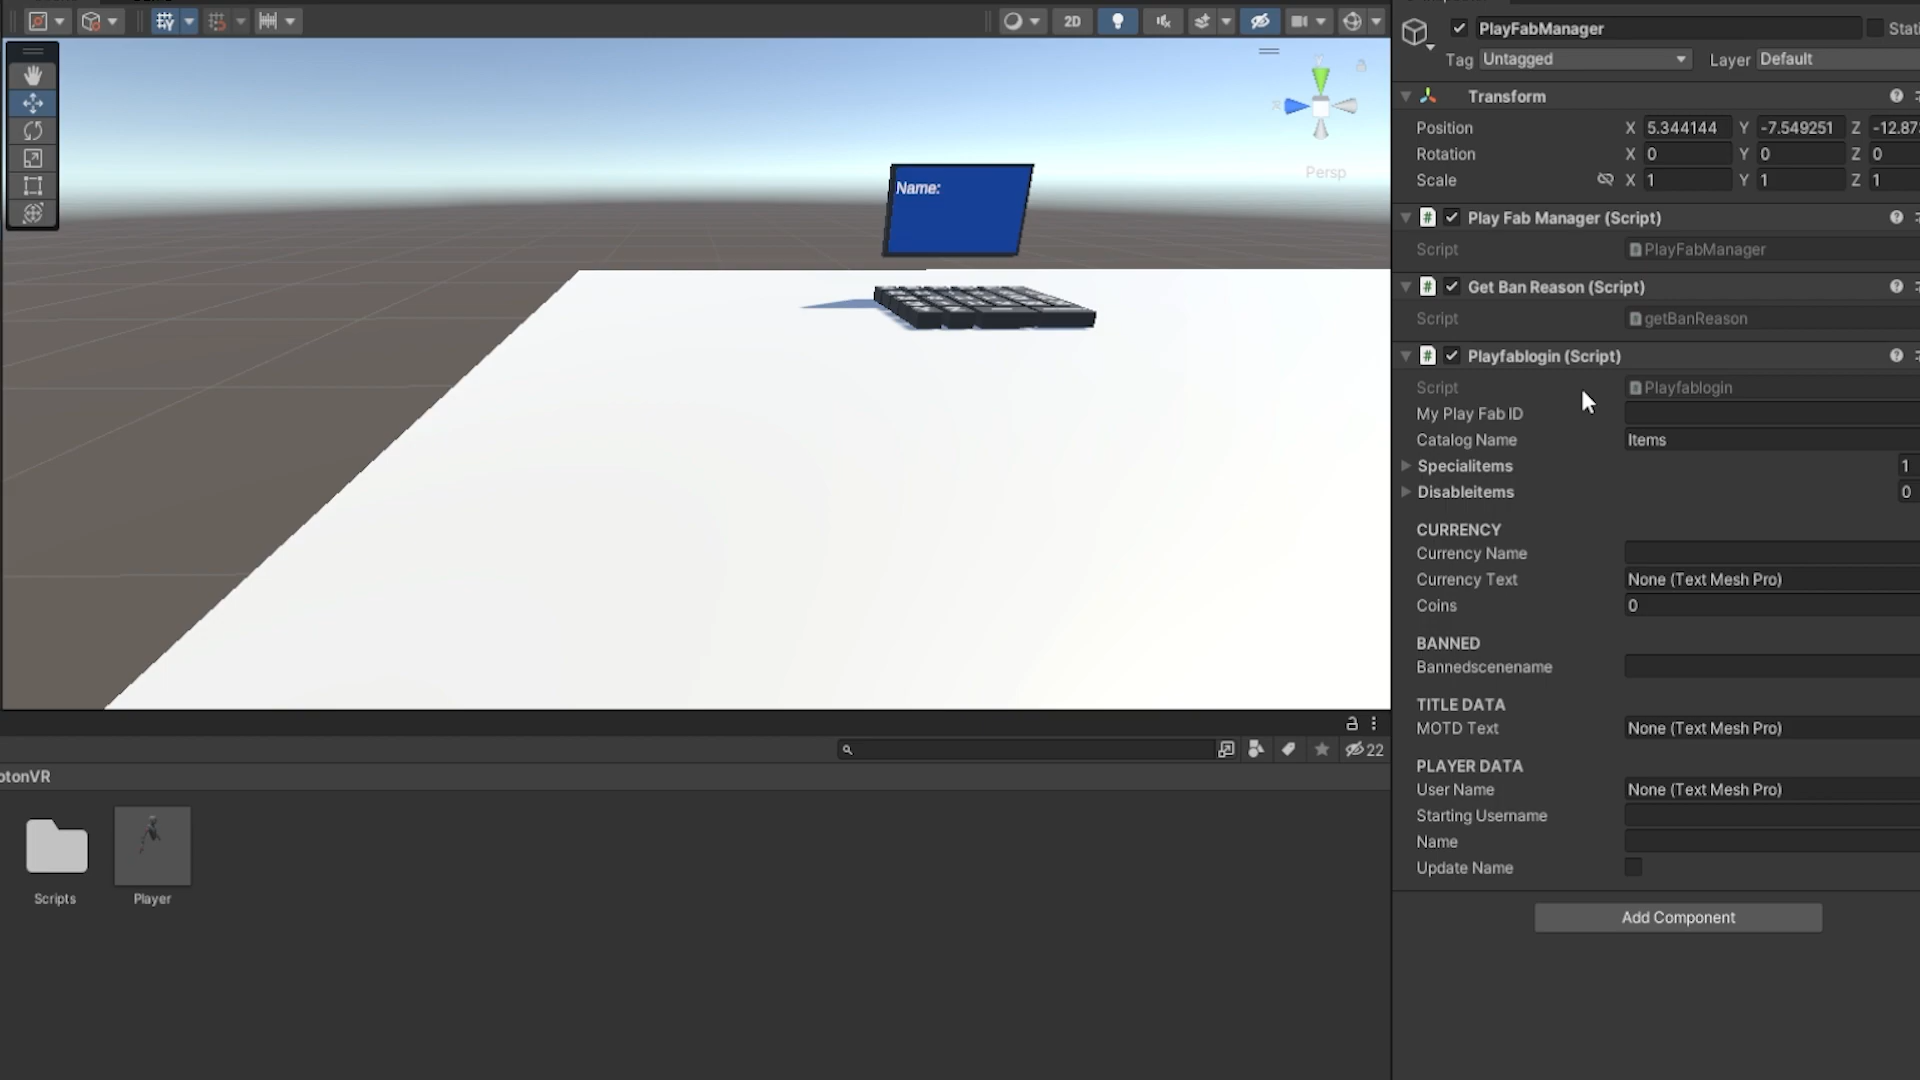 2D
Persp
Name:
22
otonVR
Scripts
Player
PlayFabManager
Stati
Tag Untagged Layer Default
Transform
Position X 5.344144 Y -7.549251 Z -12.873
Rotation X 0 Y 0 Z 0
Scale X 1 Y 1 Z 1
# Play Fab Manager (Script)
Script PlayFabManager
# Get Ban Reason (Script)
Script getBanReason
# Playfablogin (Script)
Script Playfablogin
My Play Fab ID
Catalog Name Items
Specialitems 1
Disableitems 0
CURRENCY
Currency Name
Currency Text None (Text Mesh Pro)
Coins 0
BANNED
Bannedscenename
TITLE DATA
MOTD Text None (Text Mesh Pro)
PLAYER DATA
User Name None (Text Mesh Pro)
Starting Username
Name
Update Name
Add Component